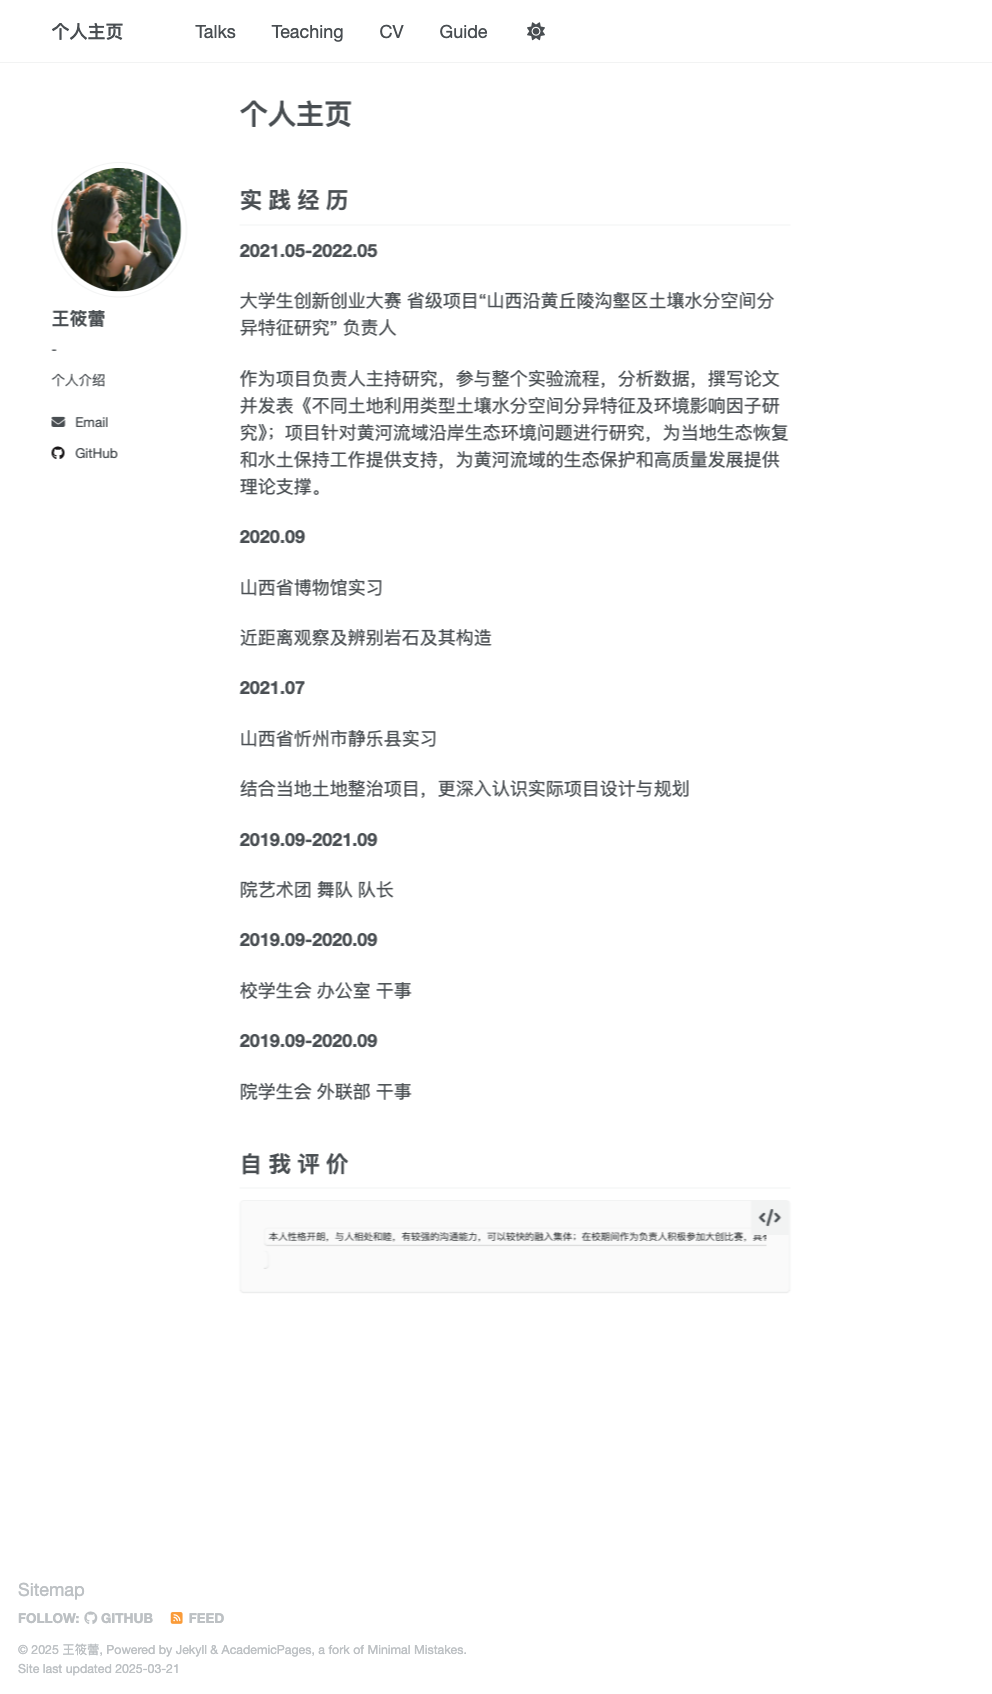 个人主页
Talks
Teaching
CV
Guide
个人主页
王筱蕾
-
个人介绍
Email
GitHub
实 践 经 历
2021.05-2022.05
大学生创新创业大赛 省级项目“山西沿黄丘陵沟壑区土壤水分空间分
异特征研究” 负责人
作为项目负责人主持研究，参与整个实验流程，分析数据，撰写论文
并发表《不同土地利用类型土壤水分空间分异特征及环境影响因子研
究》；项目针对黄河流域沿岸生态环境问题进行研究，为当地生态恢复
和水土保持工作提供支持，为黄河流域的生态保护和高质量发展提供
理论支撑。
2020.09
山西省博物馆实习
近距离观察及辨别岩石及其构造
2021.07
山西省忻州市静乐县实习
结合当地土地整治项目，更深入认识实际项目设计与规划
2019.09-2021.09
院艺术团 舞队 队长
2019.09-2020.09
校学生会 办公室 干事
2019.09-2020.09
院学生会 外联部 干事
自 我 评 价
本人性格开朗，与人相处和睦，有较强的沟通能力，可以较快的融入集体；在校期间作为负责人积极参加大创比赛，
Sitemap
FOLLOW: GITHUB FEED
© 2025 王筱蕾, Powered by Jekyll & AcademicPages, a fork of Minimal Mistakes.
Site last updated 2025-03-21